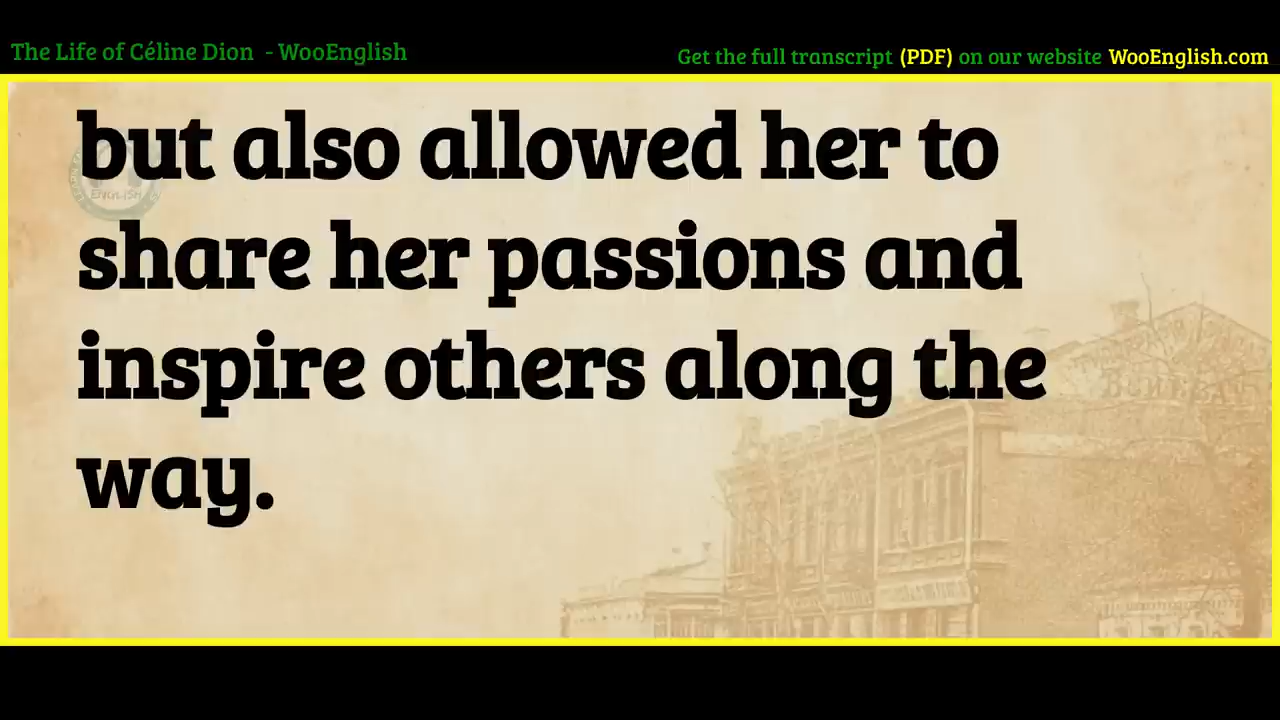 The Life of Céline Dion - WooEnglish
Get the full transcript (PDF) on our website WooEnglish.com
but also allowed her to
share her passions and
inspire others along the
way.
ENGLISH